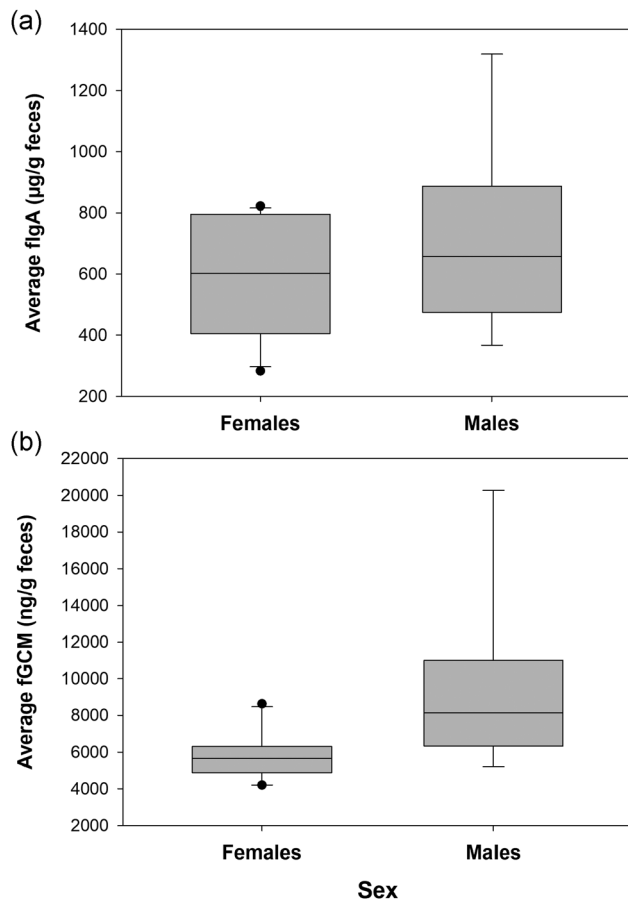 (a)
Average fIgA (µg/g feces)
1400
1200
1000
800
600
400
200
Females
Males
(b)
Average fGCM (ng/g feces)
22000
20000
18000
16000
14000
12000
10000
8000
6000
4000
2000
Females
Males
Sex